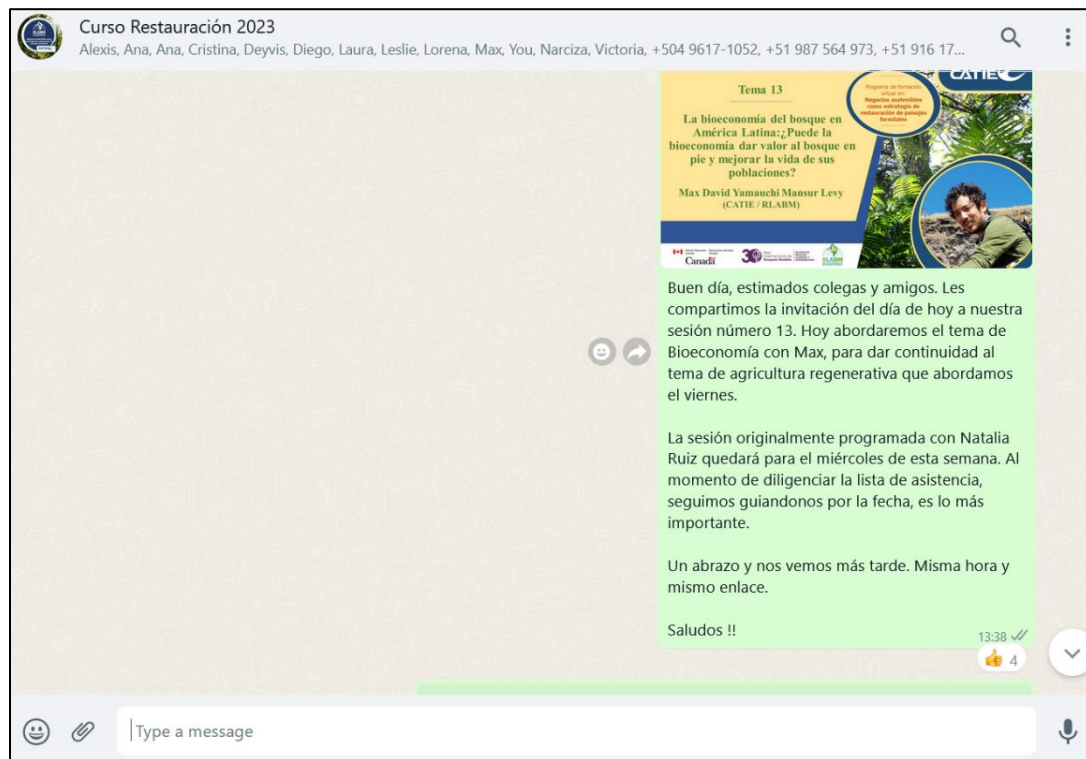 Curso Restauración 2023
Alexis, Ana, Ana, Cristina, Deyvis, Diego, Laura, Leslie, Lorena, Max, You, Narciza, Victoria, +504 9617-1052, +51 987 564 973, +51 916 17...
CATIE
Tema 13
Programa de formación
virtual en:
Negocios sostenibles
como estrategia de
restauración de paisajes
forestales
La bioeconomía del bosque en
América Latina:¿Puede la
bioeconomía dar valor al bosque en
pie y mejorar la vida de sus
poblaciones?
Max David Yamauchi Mansur Levy
(CATIE / RLABM)
Canada
30
RLABM
Buen día, estimados colegas y amigos. Les
compartimos la invitación del día de hoy a nuestra
sesión número 13. Hoy abordaremos el tema de
Bioeconomía con Max, para dar continuidad al
tema de agricultura regenerativa que abordamos
el viernes.
La sesión originalmente programada con Natalia
Ruiz quedará para el miércoles de esta semana. Al
momento de diligenciar la lista de asistencia,
seguimos guiandonos por la fecha, es lo más
importante.
Un abrazo y nos vemos más tarde. Misma hora y
mismo enlace.
Saludos !!
13:38
4
Type a message